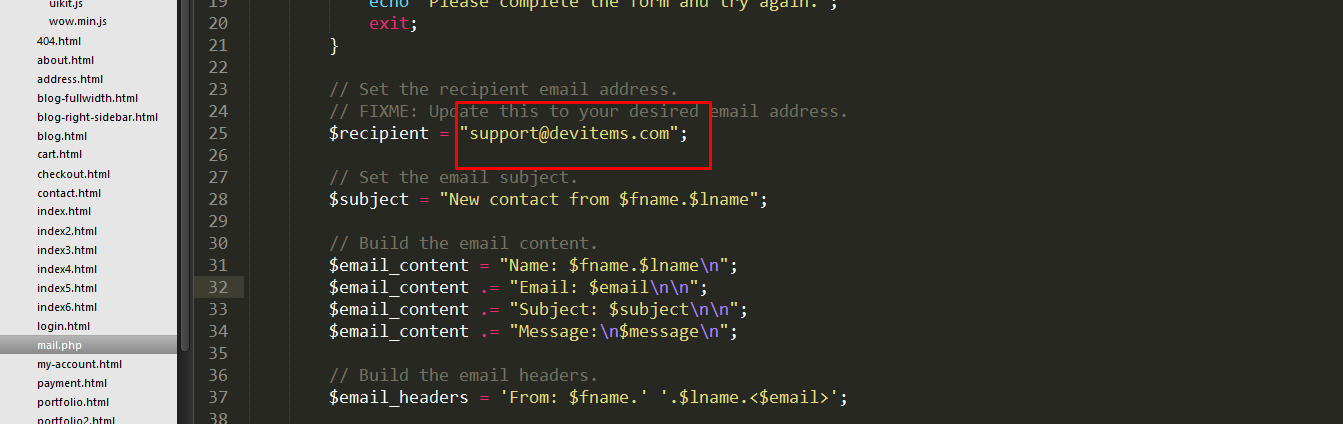 uikit.js
wow.min.js
404.html
about.html
address.html
blog-fullwidth.html
blog-right-sidebar.html
blog.html
cart.html
checkout.html
contact.html
index.html
index2.html
index3.html
index4.html
index5.html
index6.html
login.html
mail.php
my-account.html
payment.html
portfolio.html
portfolio2.html
19 echo "Please complete the form and try again.";
20 exit;
21 }
22
23 // Set the recipient email address.
24 // FIXME: Update this to your desired email address.
25 $recipient = "support@devitems.com";
26
27 // Set the email subject.
28 $subject = "New contact from $fname.$lname";
29
30 // Build the email content.
31 $email_content = "Name: $fname.$lname\n";
32 $email_content .= "Email: $email\n\n";
33 $email_content .= "Subject: $subject\n\n";
34 $email_content .= "Message:\n$message\n";
35
36 // Build the email headers.
37 $email_headers = 'From: $fname.' '.$lname.<$email>';
38